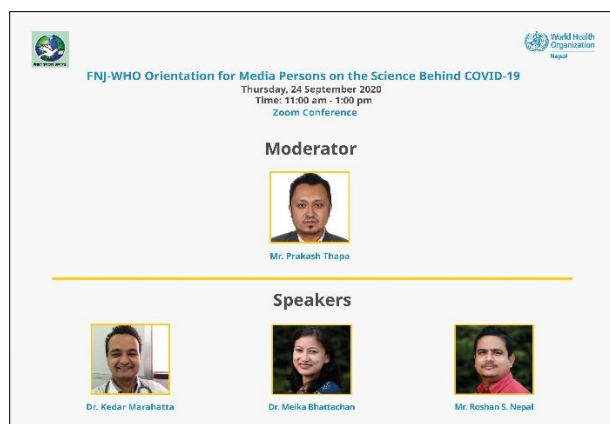 World Health
Organization
Nepal
FNJ-WHO Orientation for Media Persons on the Science Behind COVID-19
Thursday, 24 September 2020
Time: 11:00 am - 1:00 pm
Zoom Conference
Moderator
Mr. Prakash Thapa
Speakers
Dr. Kedar Marahatta
Dr. Meika Bhattachan
Mr. Roshan S. Nepal